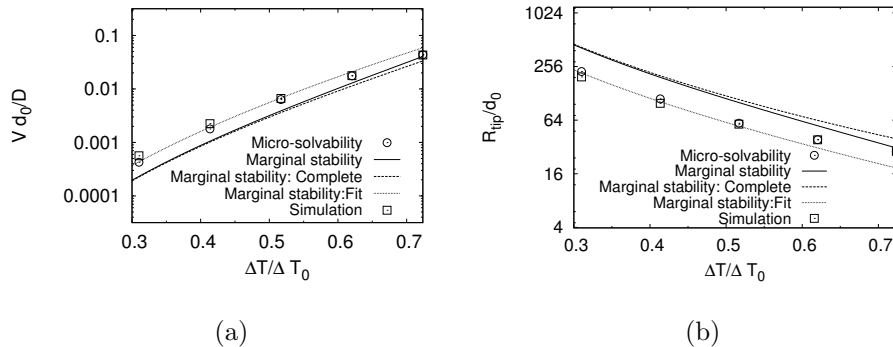 0.1
0.01
0.001
0.0001
V d0/D
0.3 0.4 0.5 0.6 0.7
ΔT/Δ T0
Micro-solvability
Marginal stability
Marginal stability: Complete
Marginal stability:Fit
Simulation
(a)
1024
256
64
16
4
Rtip/d0
0.3 0.4 0.5 0.6 0.7
ΔT/Δ T0
Micro-solvability
Marginal stability
Marginal stability: Complete
Marginal stability:Fit
Simulation
(b)